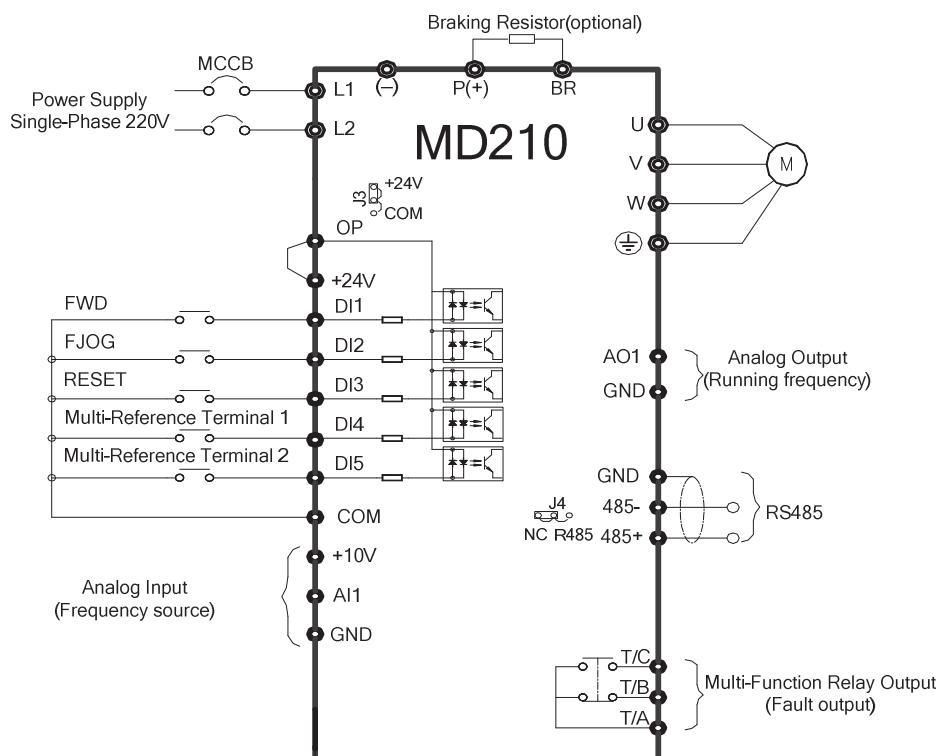 Braking Resistor(optional)
MCCB
Power Supply
Single-Phase 220V
L1
L2
(–)
P(+)
BR
MD210
U
V
W
M
J3
+24V
COM
OP
+24V
FWD
DI1
FJOG
DI2
RESET
DI3
Multi-Reference Terminal 1
DI4
Multi-Reference Terminal 2
DI5
COM
+10V
AI1
GND
Analog Input
(Frequency source)
AO1
GND
Analog Output
(Running frequency)
GND
485-
485+
J4
NC R485
RS485
T/C
T/B
T/A
Multi-Function Relay Output
(Fault output)